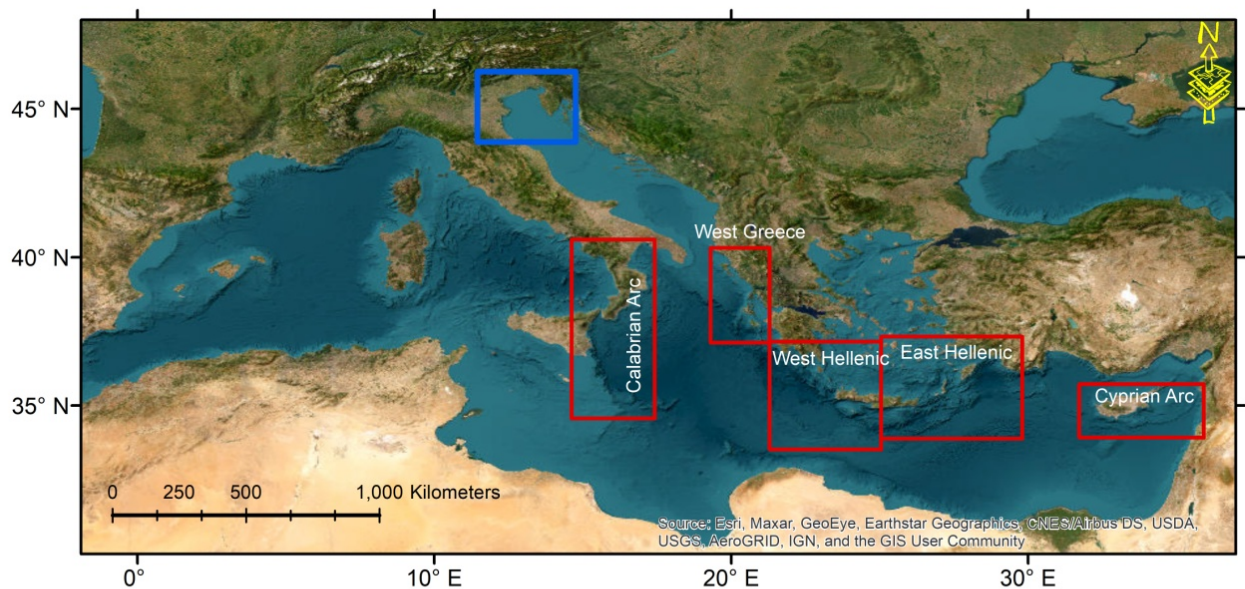 N
45° N
West Greece
40° N
Calabrian Arc
West Hellenic
East Hellenic
Cyprian Arc
35° N
0 250 500 1,000 Kilometers
Source: Esri, Maxar, GeoEye, Earthstar Geographics, CNES/Airbus DS, USDA,
USGS, AeroGRID, IGN, and the GIS User Community
0° 10° E 20° E 30° E